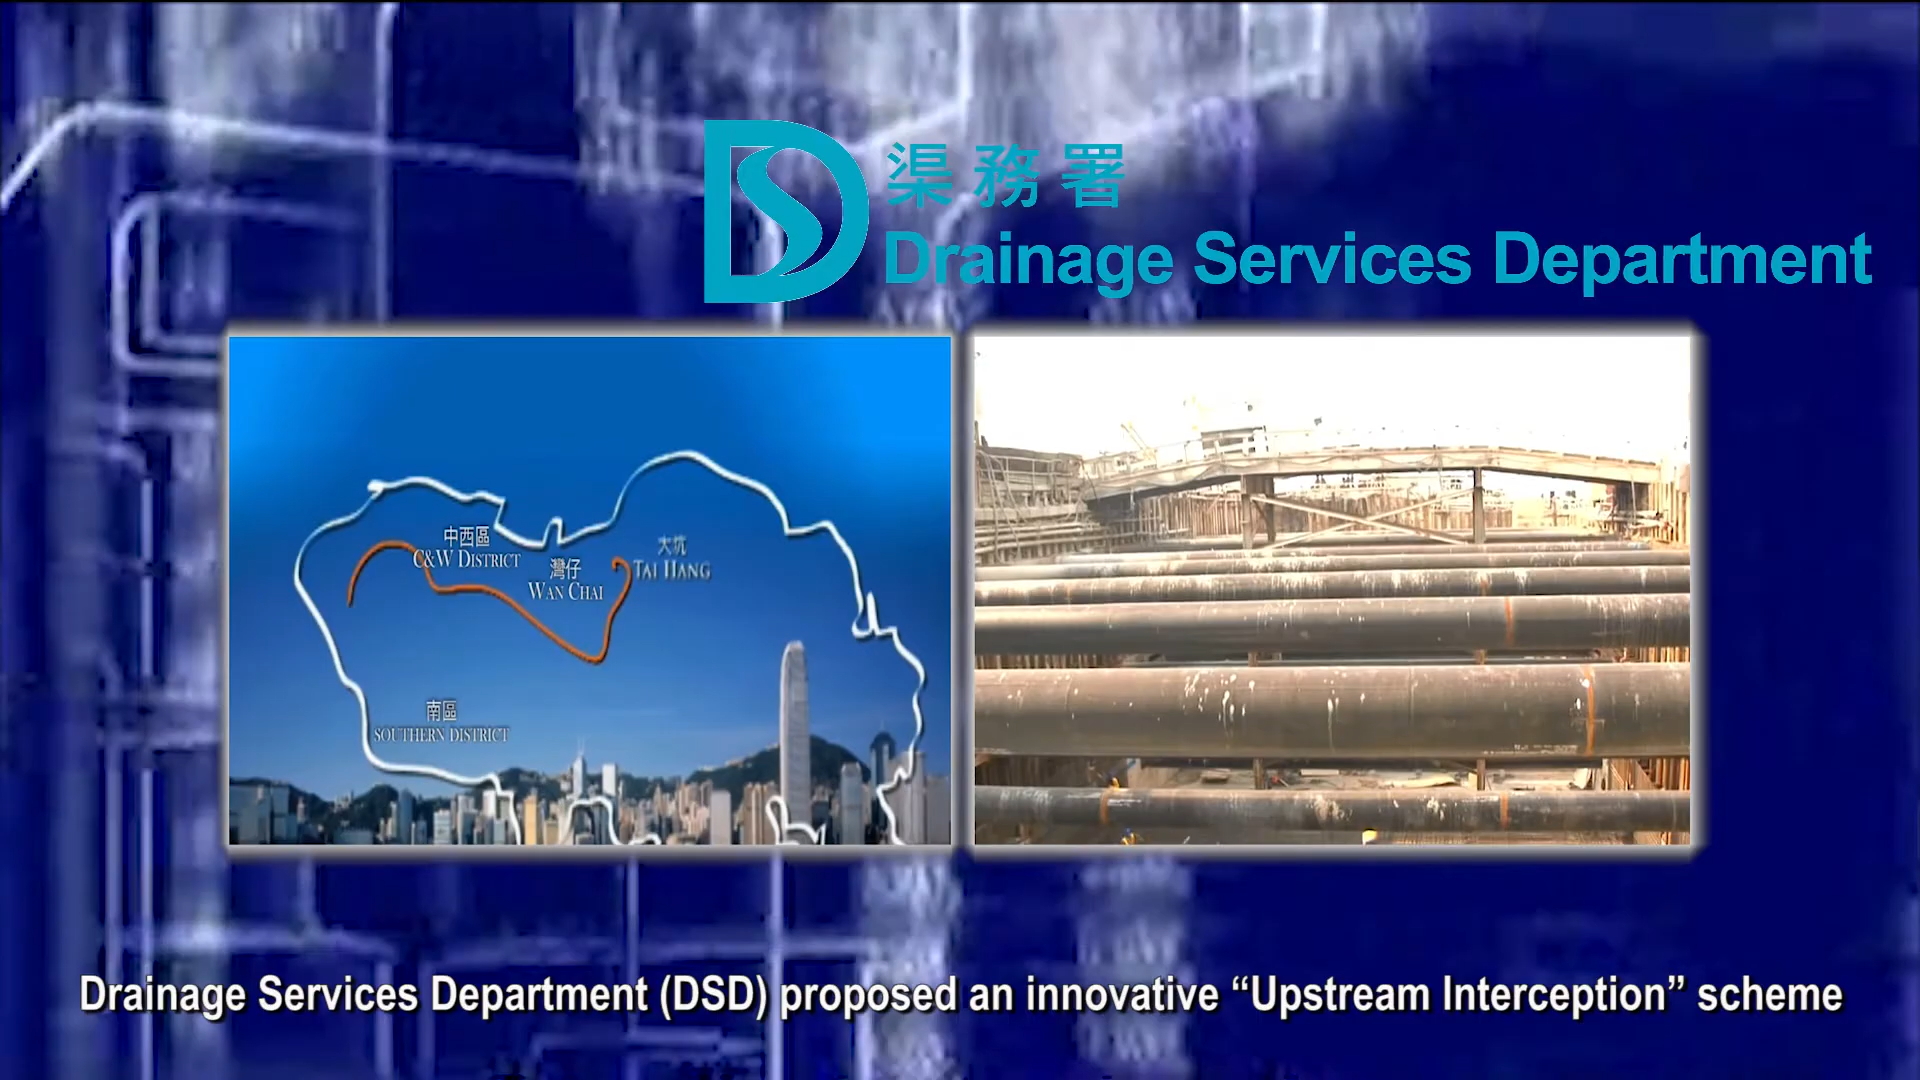 渠務署
Drainage Services Department
中西區
C&W DISTRICT
灣仔
WAN CHAI
大坑
TAI HANG
南區
SOUTHERN DISTRICT
Drainage Services Department (DSD) proposed an innovative “Upstream Interception” scheme